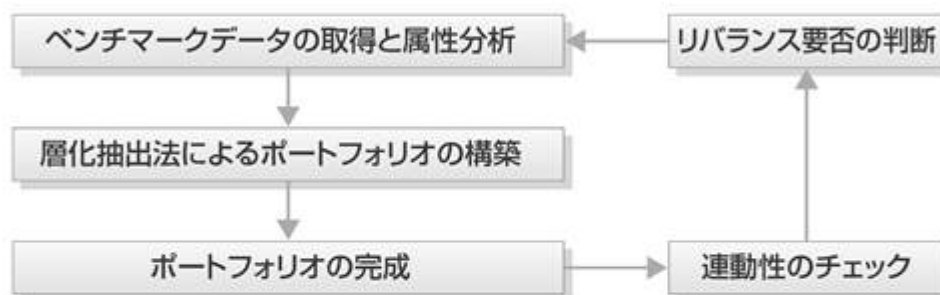 ベンチマークデータの取得と属性分析
リバランス要否の判断
層化抽出法によるポートフォリオの構築
ポートフォリオの完成
連動性のチェック